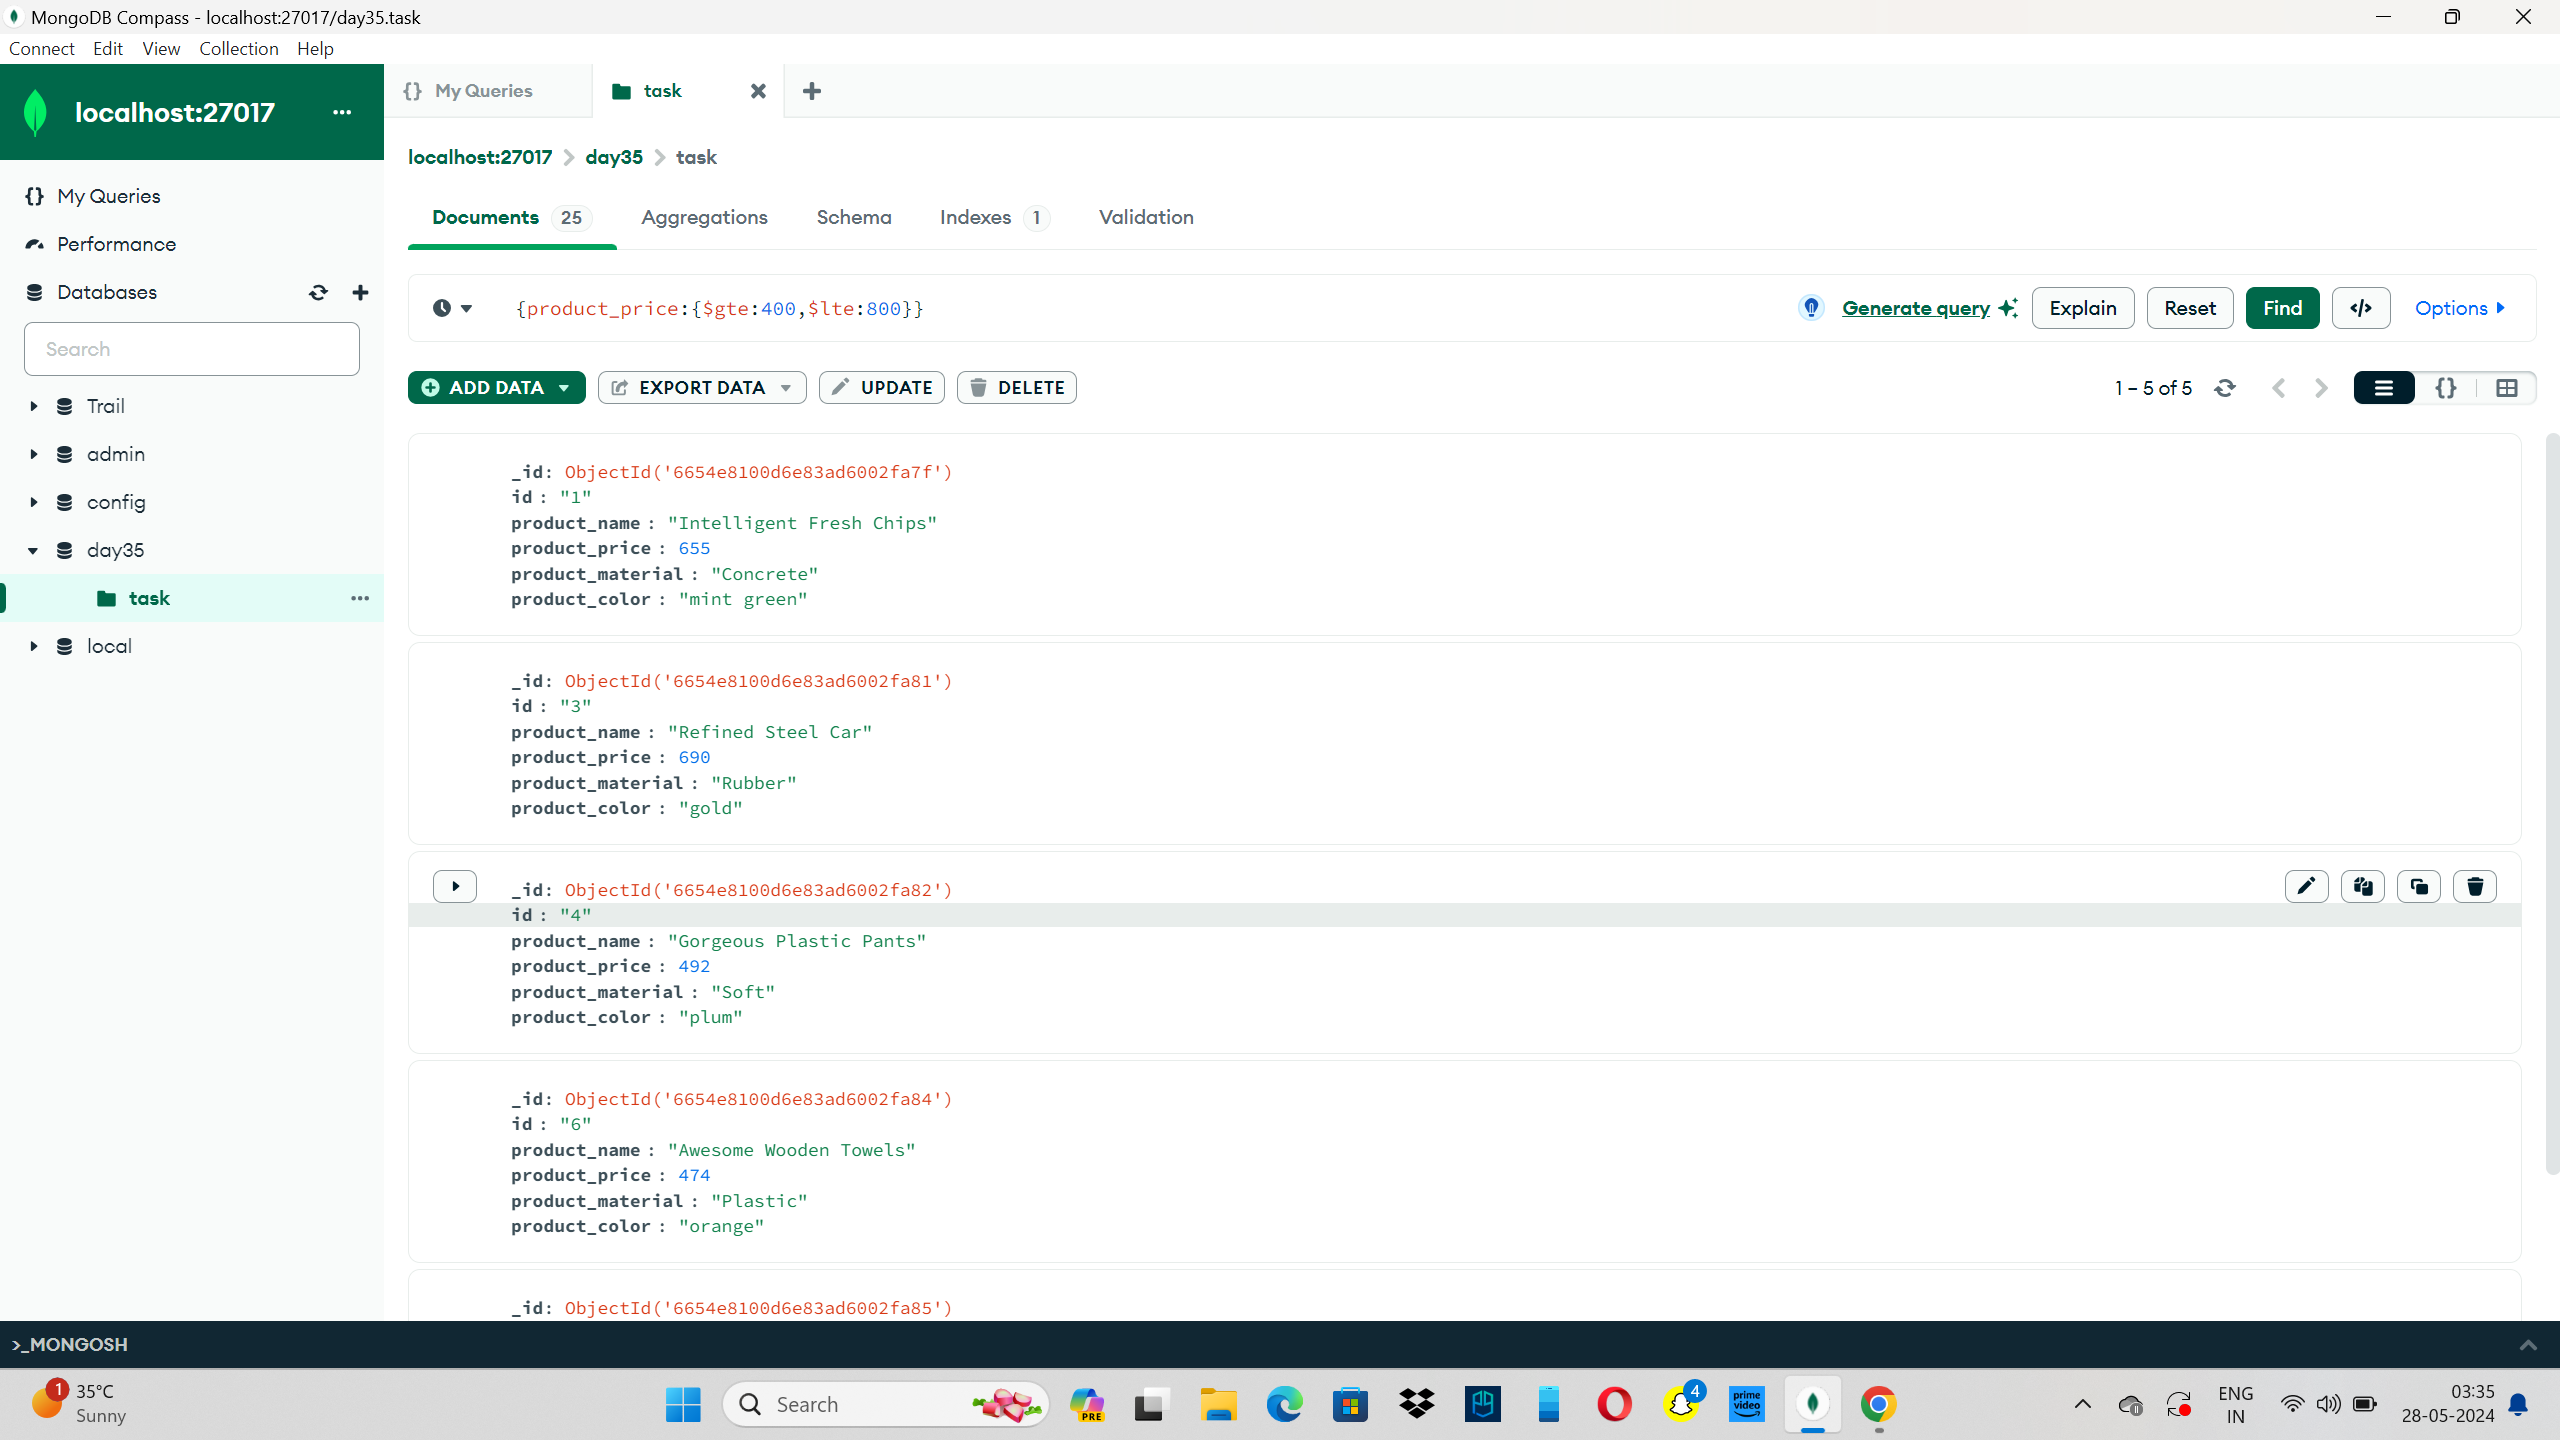 MongoDB Compass - localhost:27017/day35.task
Connect Edit View Collection Help
localhost:27017
My Queries
task
localhost:27017 > day35 > task
My Queries
Performance
Databases
Search
Trail
admin
config
day35
task
local
Documents 25 Aggregations Schema Indexes 1 Validation
{product_price:{$gte:400,$lte:800}}
Generate query Explain Reset Find </> Options
ADD DATA EXPORT DATA UPDATE DELETE
1 – 5 of 5 {}
_id: ObjectId('6654e8100d6e83ad6002fa7f')
id : "1"
product_name : "Intelligent Fresh Chips"
product_price : 655
product_material : "Concrete"
product_color : "mint green"
_id: ObjectId('6654e8100d6e83ad6002fa81')
id : "3"
product_name : "Refined Steel Car"
product_price : 690
product_material : "Rubber"
product_color : "gold"
_id: ObjectId('6654e8100d6e83ad6002fa82')
id : "4"
product_name : "Gorgeous Plastic Pants"
product_price : 492
product_material : "Soft"
product_color : "plum"
_id: ObjectId('6654e8100d6e83ad6002fa84')
id : "6"
product_name : "Awesome Wooden Towels"
product_price : 474
product_material : "Plastic"
product_color : "orange"
_id: ObjectId('6654e8100d6e83ad6002fa85')
>_MONGOSH
1
35°C
Sunny
Search
PRE
4
prime video
ENG
IN
03:35
28-05-2024